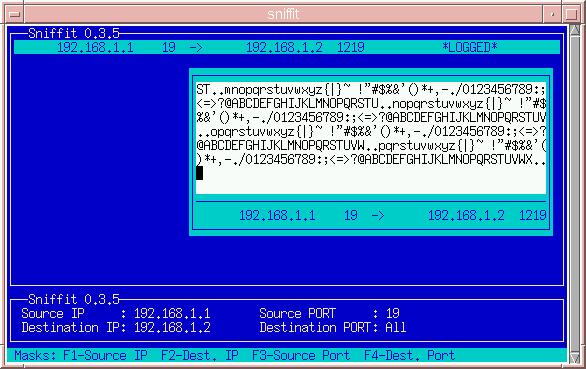 sniffit
Sniffit 0.3.5
192.168.1.1 19 -> 192.168.1.2 1219 *LOGGED*
ST..mnopqrstuvwxyz{|}~ !"#$%&'()*+,-./0123456789:;
<=>?@ABCDEFGHIJKLMNOPQRSTU..nopqrstuvwxyz{|}~ !"#$
%&'()*+,-./0123456789:;<=>?@ABCDEFGHIJKLMNOPQRSTUV
..opqrstuvwxyz{|}~ !"#$%&'()*+,-./0123456789:;<=>?
@ABCDEFGHIJKLMNOPQRSTUVW..pqrstuvwxyz{|}~ !"#$%&'(
)*+,-./0123456789:;<=>?@ABCDEFGHIJKLMNOPQRSTUVWX..
192.168.1.1 19 -> 192.168.1.2 1219
Sniffit 0.3.5
Source IP : 192.168.1.1 Source PORT : 19
Destination IP: 192.168.1.2 Destination PORT: All
Masks: F1-Source IP F2-Dest. IP F3-Source Port F4-Dest. Port